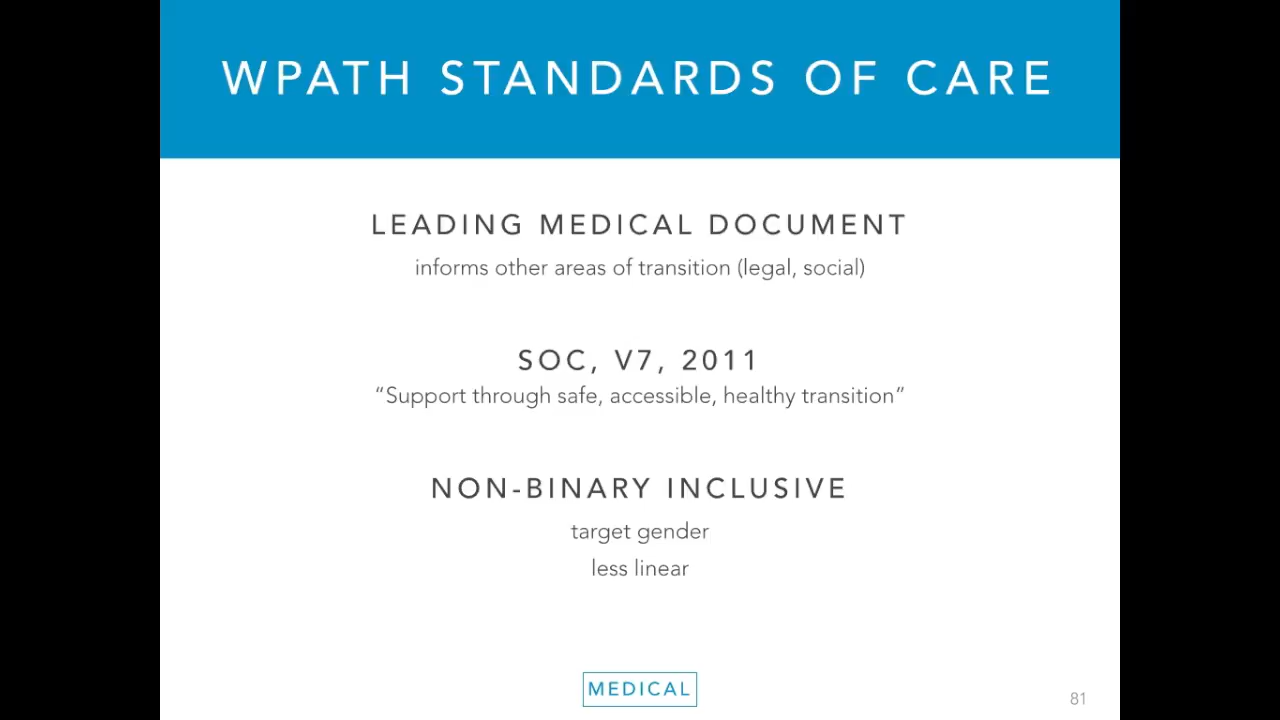 WPATH STANDARDS OF CARE
LEADING MEDICAL DOCUMENT
informs other areas of transition (legal, social)
SOC, V7, 2011
“Support through safe, accessible, healthy transition”
NON-BINARY INCLUSIVE
target gender
less linear
MEDICAL
81